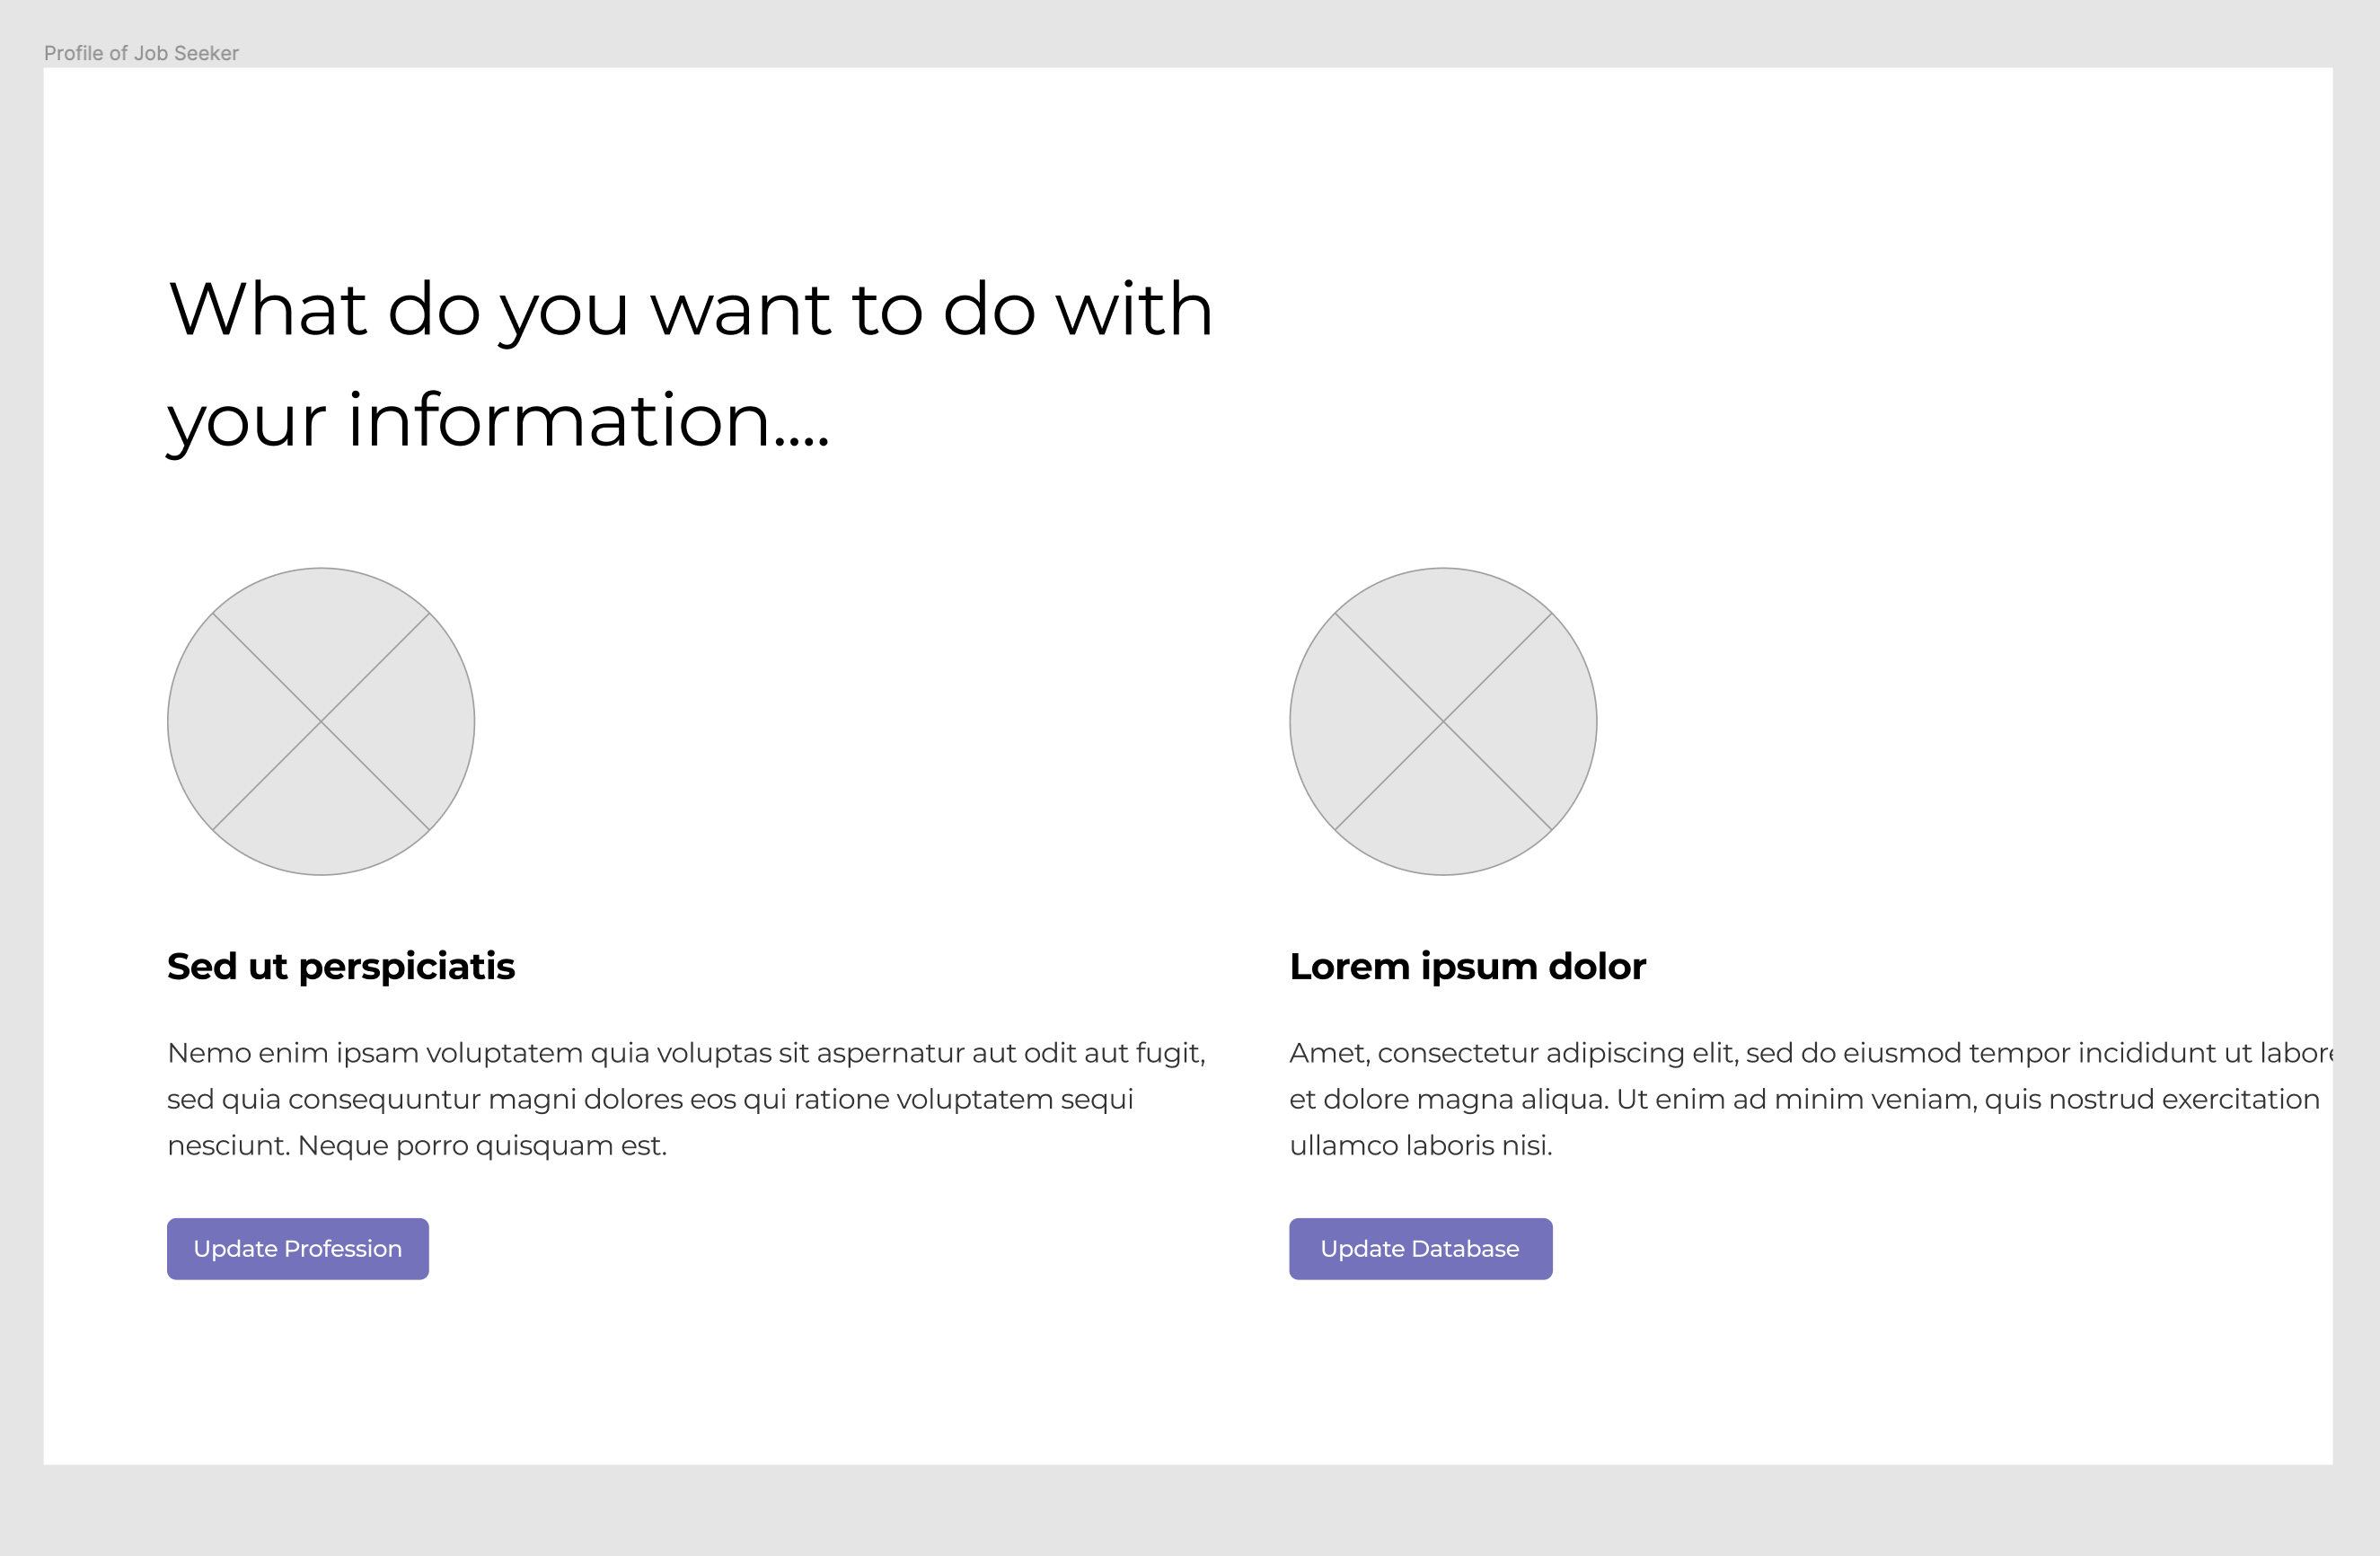 Profile of Job Seeker
What do you want to do with
your information....
Sed ut perspiciatis
Nemo enim ipsam voluptatem quia voluptas sit aspernatur aut odit aut fugit,
sed quia consequuntur magni dolores eos qui ratione voluptatem sequi
nesciunt. Neque porro quisquam est.
Update Profession
Lorem ipsum dolor
Amet, consectetur adipiscing elit, sed do eiusmod tempor incididunt ut labore
et dolore magna aliqua. Ut enim ad minim veniam, quis nostrud exercitation
ullamco laboris nisi.
Update Database